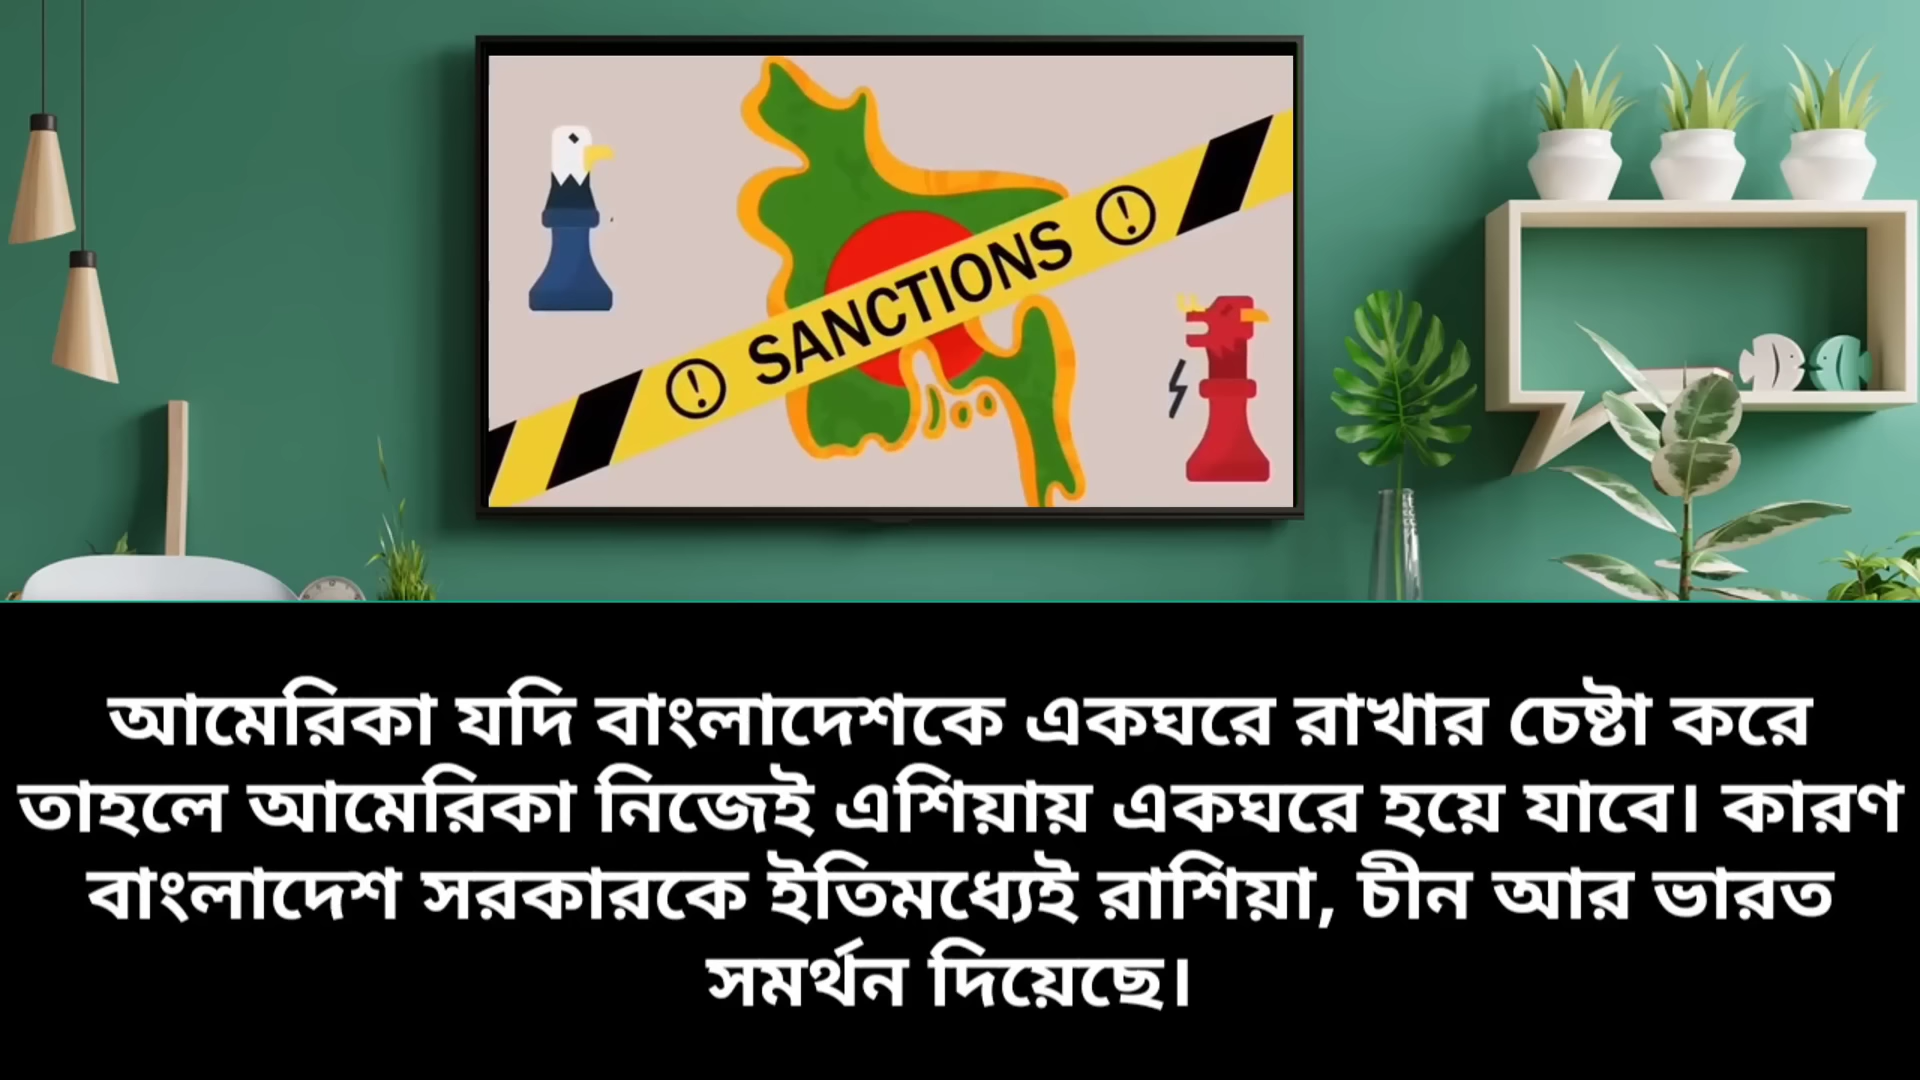 SANCTIONS
আমেরিকা যদি বাংলাদেশকে একঘরে রাখার চেষ্টা করে
তাহলে আমেরিকা নিজেই এশিয়ায় একঘরে হয়ে যাবে। কারণ
বাংলাদেশ সরকারকে ইতিমধ্যেই রাশিয়া, চীন আর ভারত
সমর্থন দিয়েছে।